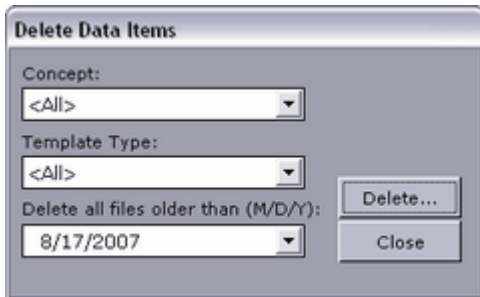 Delete Data Items
Concept:
<All>
Template Type:
<All>
Delete all files older than (M/D/Y):
8/17/2007
Delete...
Close